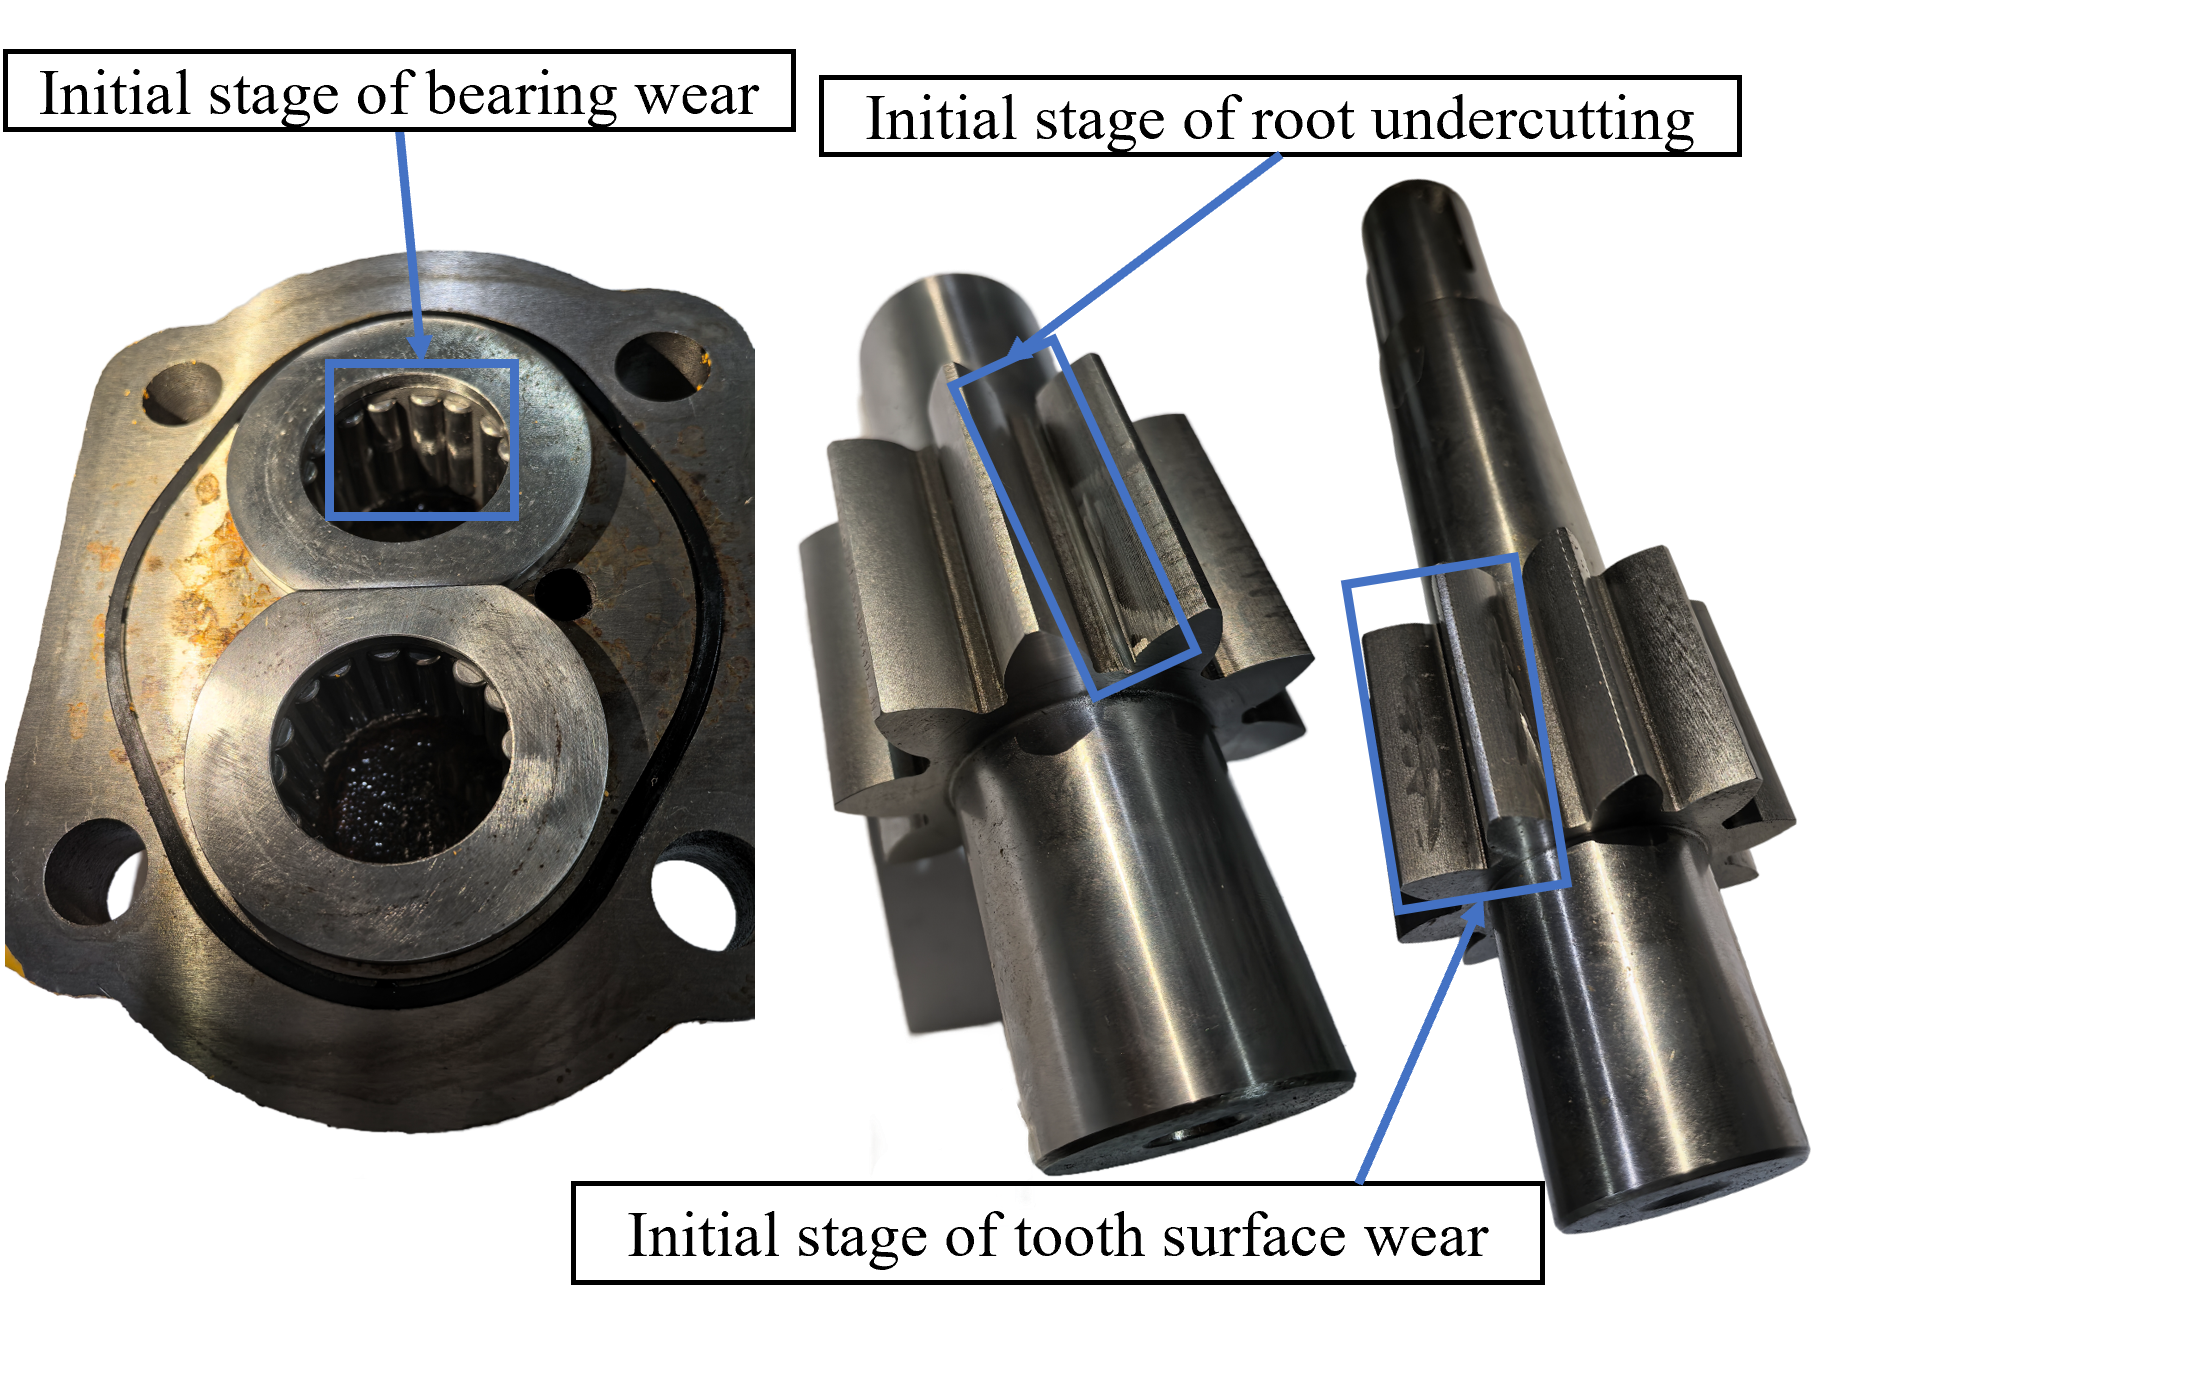 Initial stage of bearing wear
Initial stage of root undercutting
Initial stage of tooth surface wear